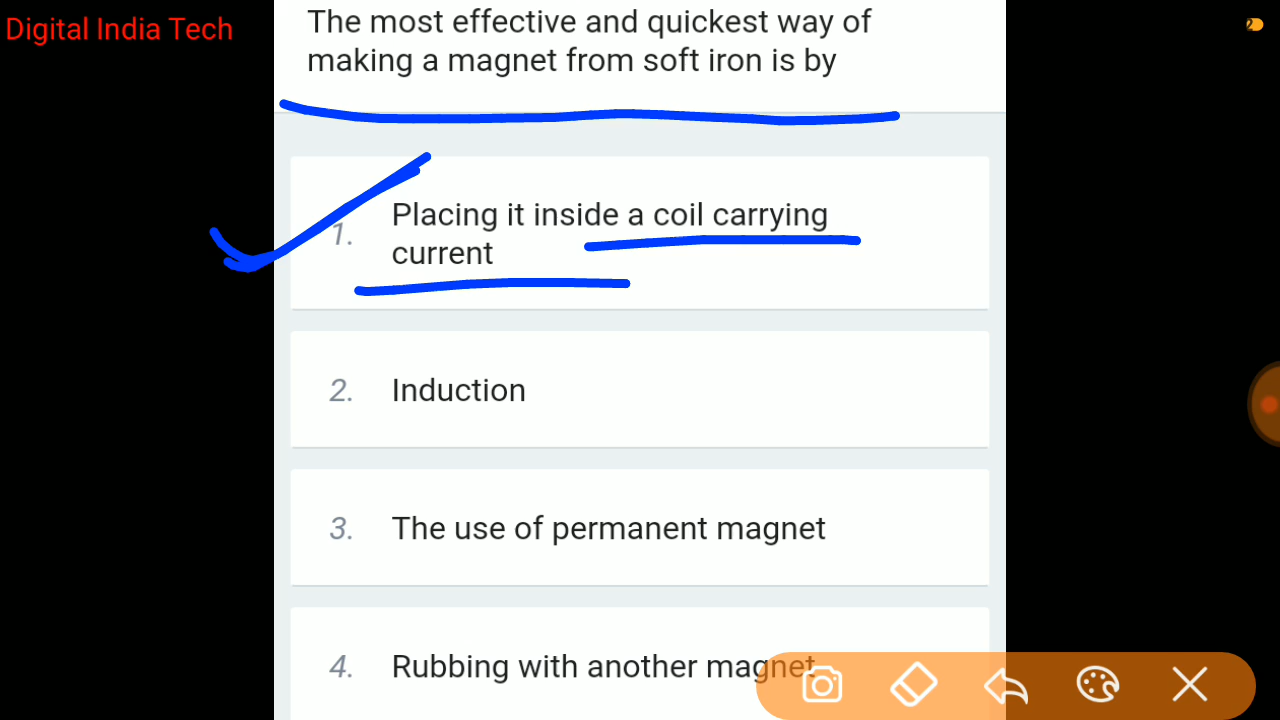 Digital India Tech
The most effective and quickest way of
making a magnet from soft iron is by
1. Placing it inside a coil carrying
current
2. Induction
3. The use of permanent magnet
4. Rubbing with another magnet